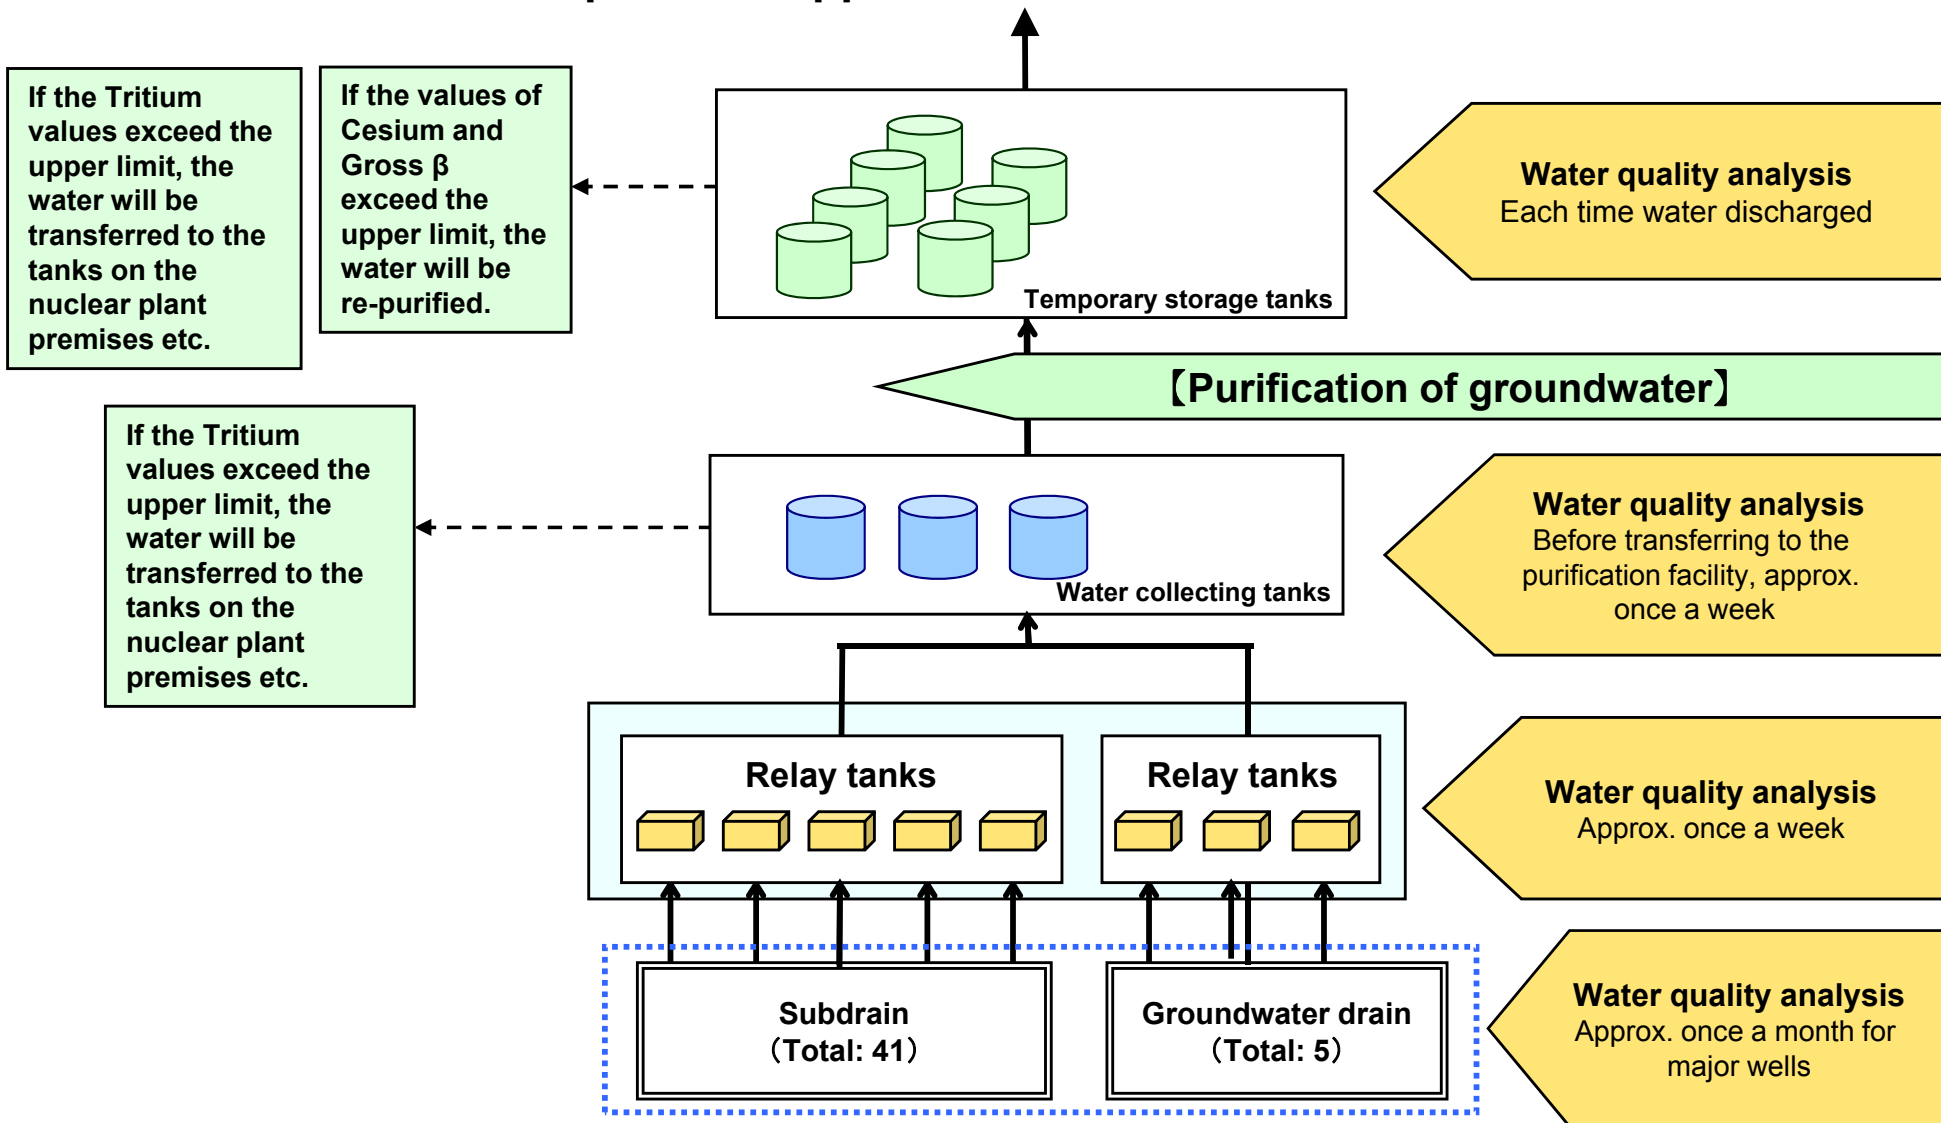 If the Tritium
values exceed the
upper limit, the
water will be
transferred to the
tanks on the
nuclear plant
premises etc.
If the values of
Cesium and
Gross β
exceed the
upper limit, the
water will be
re-purified.
Temporary storage tanks
Water quality analysis
Each time water discharged
【Purification of groundwater】
If the Tritium
values exceed the
upper limit, the
water will be
transferred to the
tanks on the
nuclear plant
premises etc.
Water collecting tanks
Water quality analysis
Before transferring to the
purification facility, approx.
once a week
Relay tanks
Relay tanks
Water quality analysis
Approx. once a week
Subdrain
（Total: 41）
Groundwater drain
（Total: 5）
Water quality analysis
Approx. once a month for
major wells